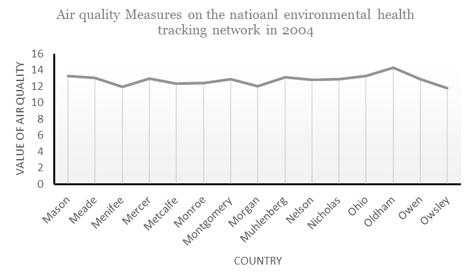 Air quality Measures on the natioanl environmental health
tracking network in 2004
VALUE OF AIR QUALITY
16
14
12
10
8
6
4
2
0
Mason
Meade
Menifee
Mercer
Metcalfe
Monroe
Montgomery
Morgan
Muhlenberg
Nelson
Nicholas
Ohio
Oldham
Owen
Owsley
COUNTRY